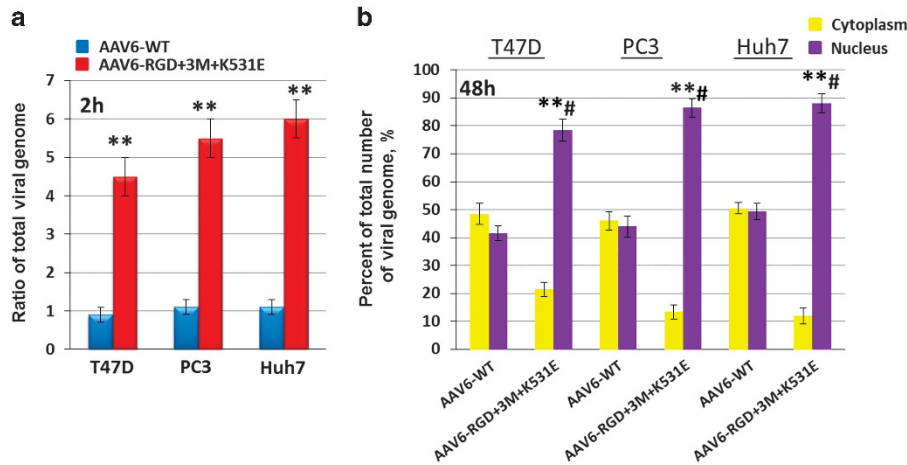 a
AAV6-WT
AAV6-RGD+3M+K531E
Ratio of total viral genome
7
6
5
4
3
2
1
0
2h
**
**
**
T47D PC3 Huh7
b
Cytoplasm
Nucleus
T47D PC3 Huh7
Percent of total number
of viral genome, %
100
90
80
70
60
50
40
30
20
10
0
48h
**#
**#
**#
AAV6-WT
AAV6-RGD+3M+K531E
AAV6-WT
AAV6-RGD+3M+K531E
AAV6-WT
AAV6-RGD+3M+K531E